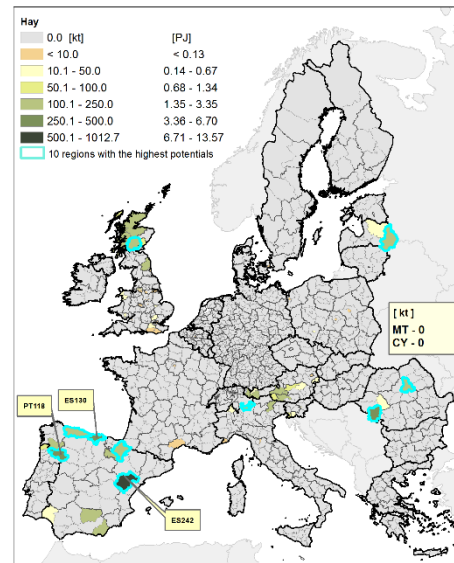 Hay
0.0 [kt] [PJ]
< 10.0 < 0.13
10.1 - 50.0 0.14 - 0.67
50.1 - 100.0 0.68 - 1.34
100.1 - 250.0 1.35 - 3.35
250.1 - 500.0 3.36 - 6.70
500.1 - 1012.7 6.71 - 13.57
10 regions with the highest potentials
[ kt ]
MT - 0
CY - 0
ES130
PT118
ES242